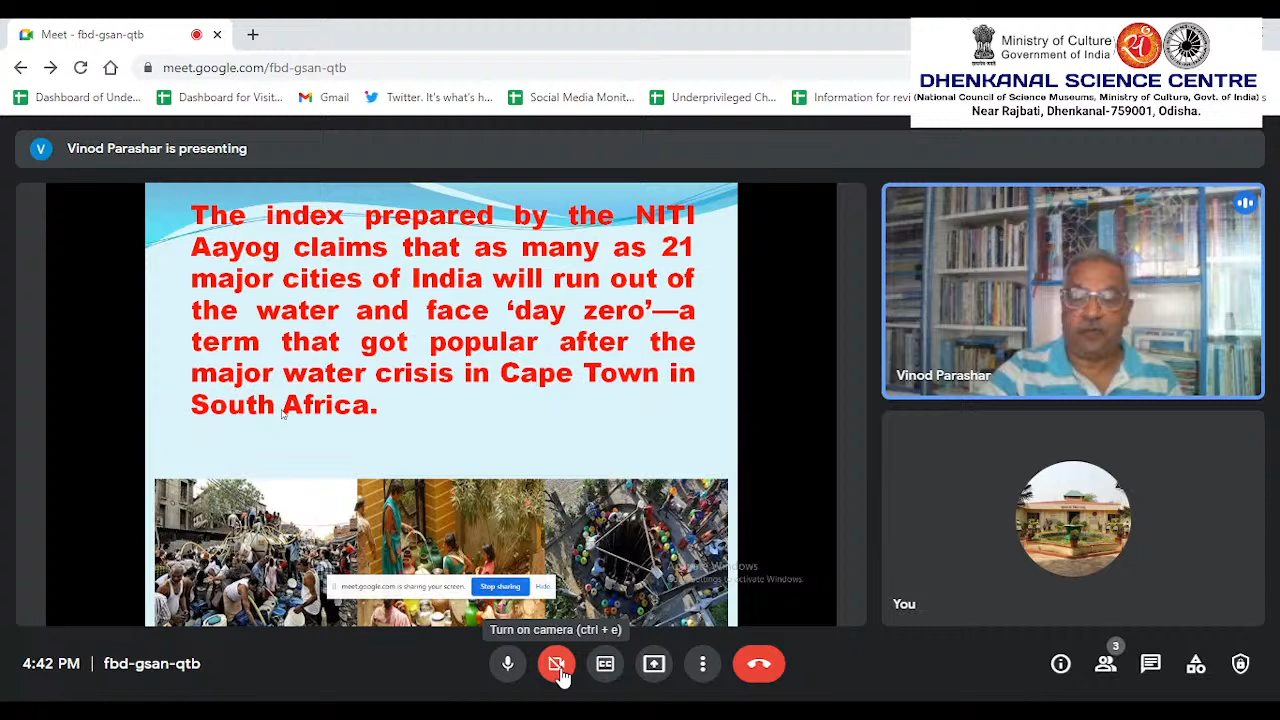 Meet - fbd-gsan-qtb
meet.google.com/fbd-gsan-qtb
Dashboard of Unde...
Dashboard for Visit...
Gmail
Twitter. It's what's h...
Social Media Monit...
Underprivileged Ch...
Information for revi
Ministry of Culture
Government of India
DHENKANAL SCIENCE CENTRE
(National Council of Science Museums, Ministry of Culture, Govt. of India)
Near Rajbati, Dhenkanal-759001, Odisha.
V
Vinod Parashar is presenting
The index prepared by the NITI
Aayog claims that as many as 21
major cities of India will run out of
the water and face ‘day zero’—a
term that got popular after the
major water crisis in Cape Town in
South Africa.
Activate Windows
Settings to Activate Windows.
meet.google.com is sharing your screen.
Stop sharing
Hide
Vinod Parashar
You
Turn on camera (ctrl + e)
4:42 PM
fbd-gsan-qtb
3